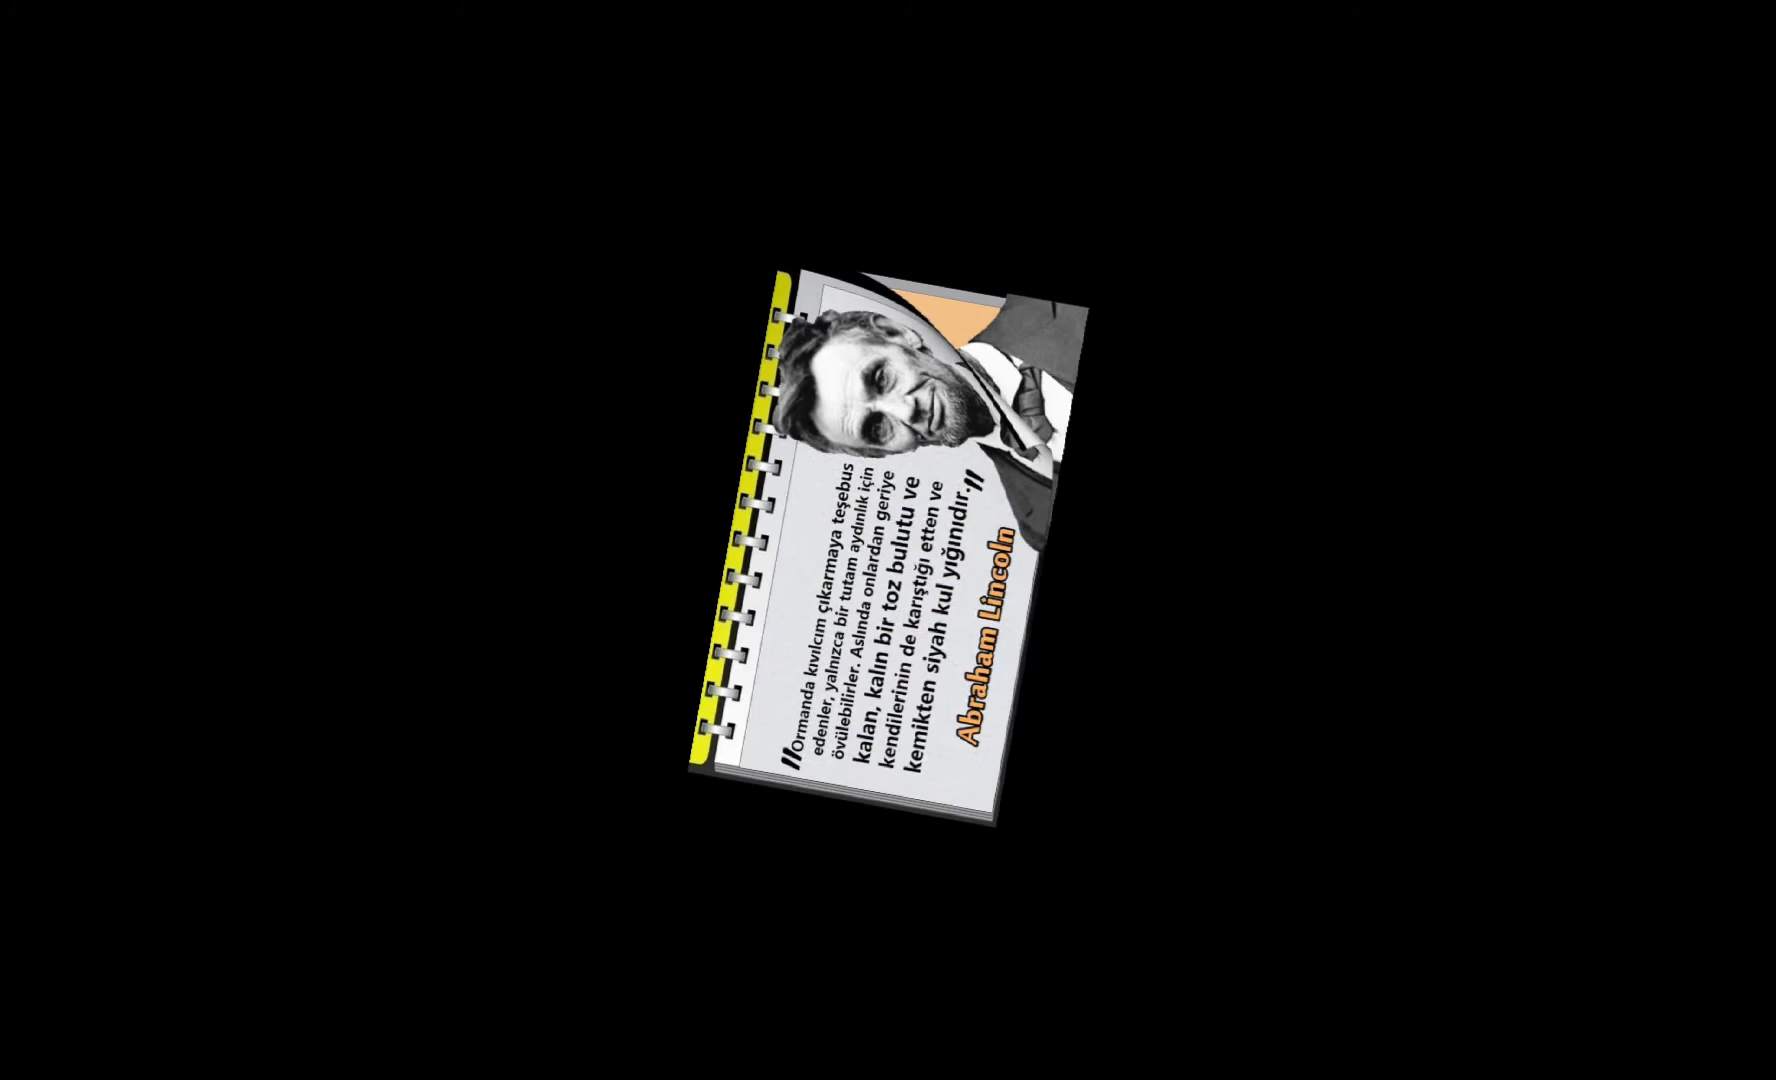 "Ormanda kıvılcım çıkarmaya teşebus
edenler, yalnızca bir tutam aydınlık için
övülebilirler. Aslında onlardan geriye
kalan, kalın bir toz bulutu ve
kendilerinin de karıştığı etten ve
kemikten siyah kul yığınıdır."
Abraham Lincoln